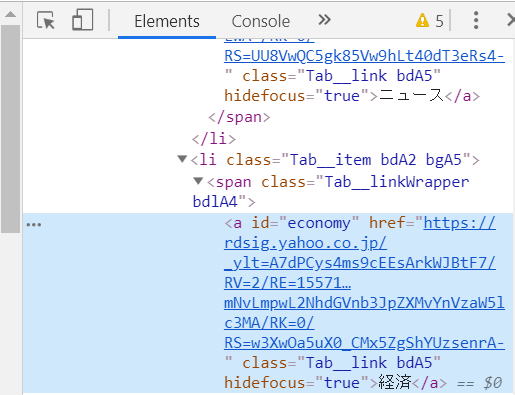 Elements Console » 5
RS=UU8VwQC5gk85Vw9hLt40dT3eRs4-
" class="Tab__link bdA5"
hidefocus="true">ニュース</a>
</span>
</li>
▼<li class="Tab__item bdA2 bgA5">
▼<span class="Tab__linkWrapper
bdlA4">
… <a id="economy" href="https://
rdsig.yahoo.co.jp/
_ylt=A7dPCys4ms9cEEsArkWJBtF7/
RV=2/RE=15571…
mNvLmpwL2NhdGVnb3JpZXMvYnVzaW5l
c3MA/RK=0/
RS=w3XwOa5uX0_CMx5ZgShYUzsenrA-
" class="Tab__link bdA5"
hidefocus="true">経済</a> == $0